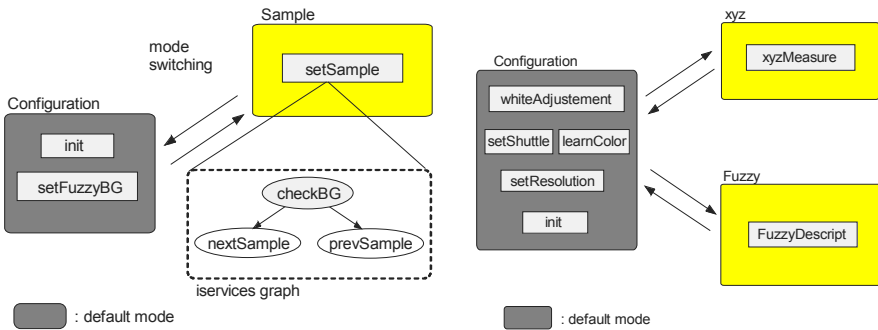 Sample
mode
switching
setSample
Configuration
init
setFuzzyBG
checkBG
nextSample
prevSample
iservices graph
: default mode
xyz
xyzMeasure
Configuration
whiteAdjustement
setShuttle
learnColor
setResolution
init
Fuzzy
FuzzyDescript
: default mode